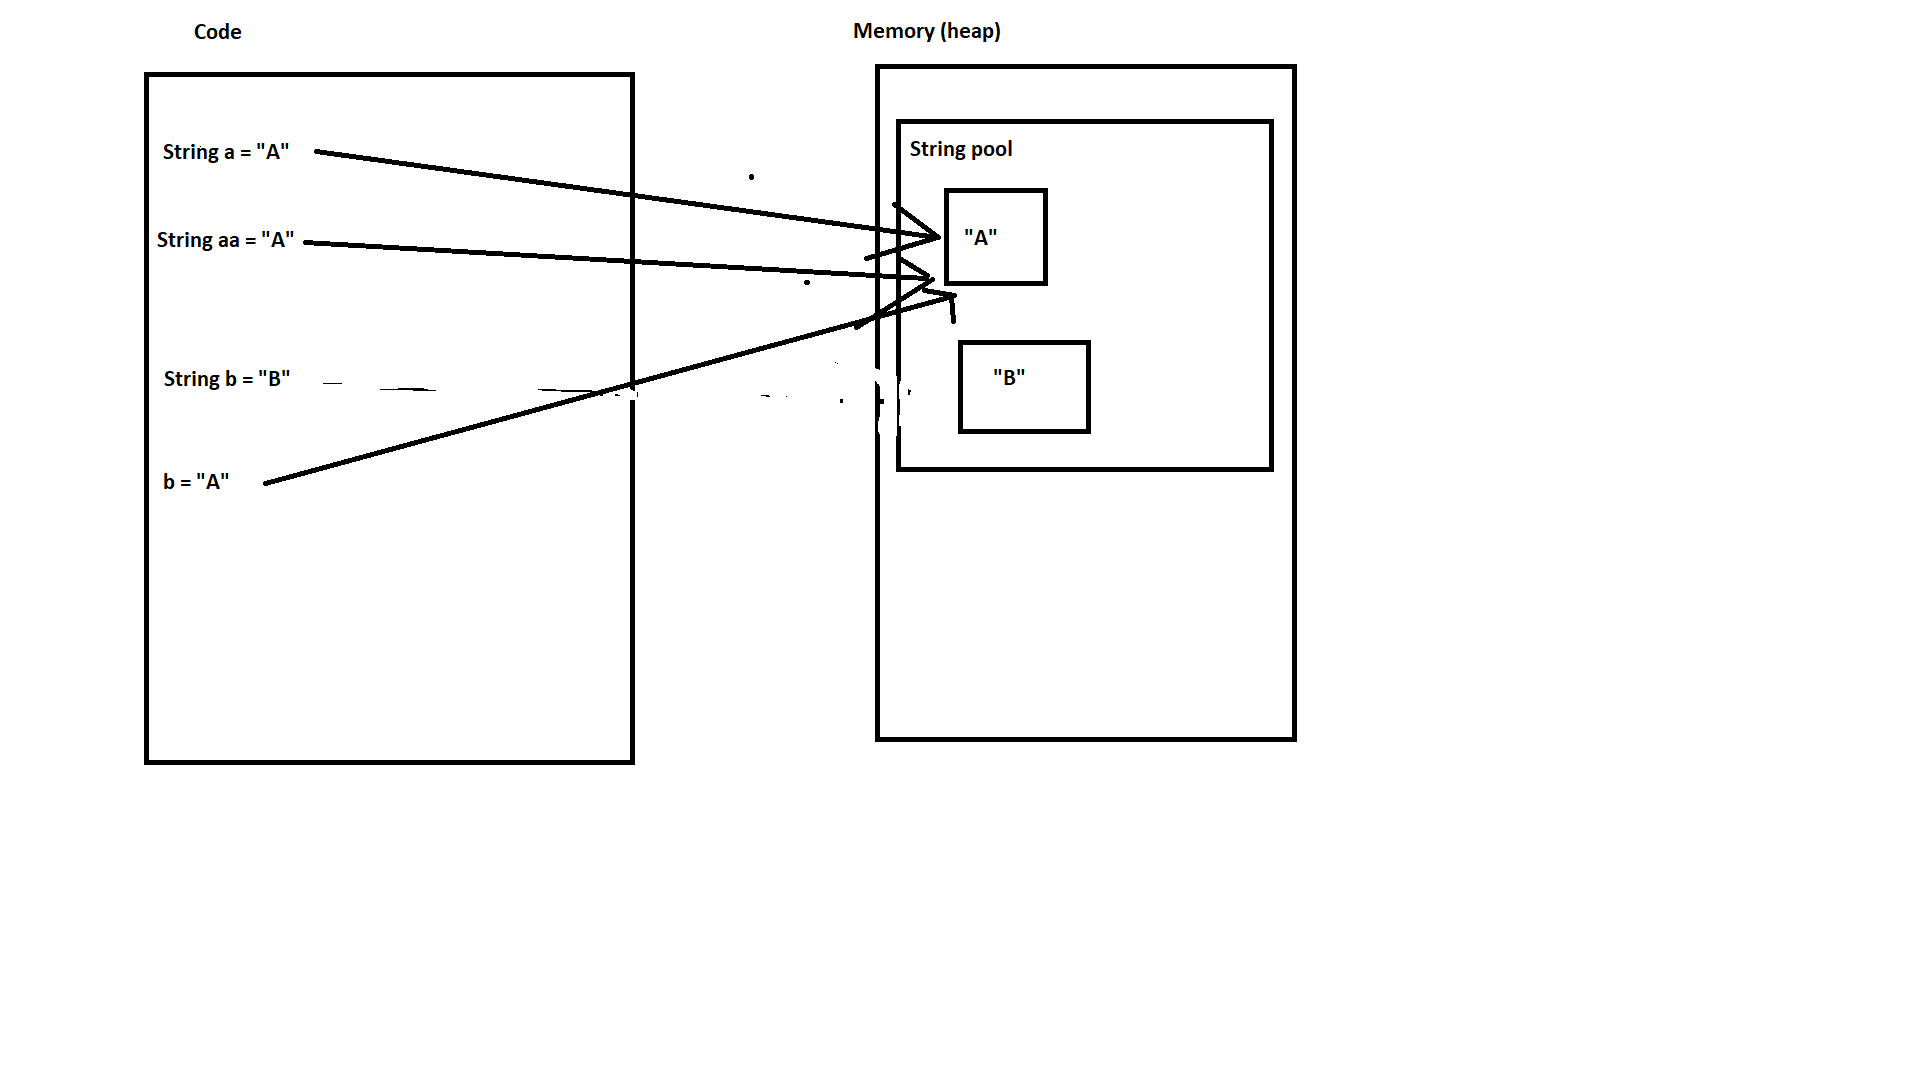 Code
String a = "A"
String aa = "A"
String b = "B"
b = "A"
Memory (heap)
String pool
"A"
"B"